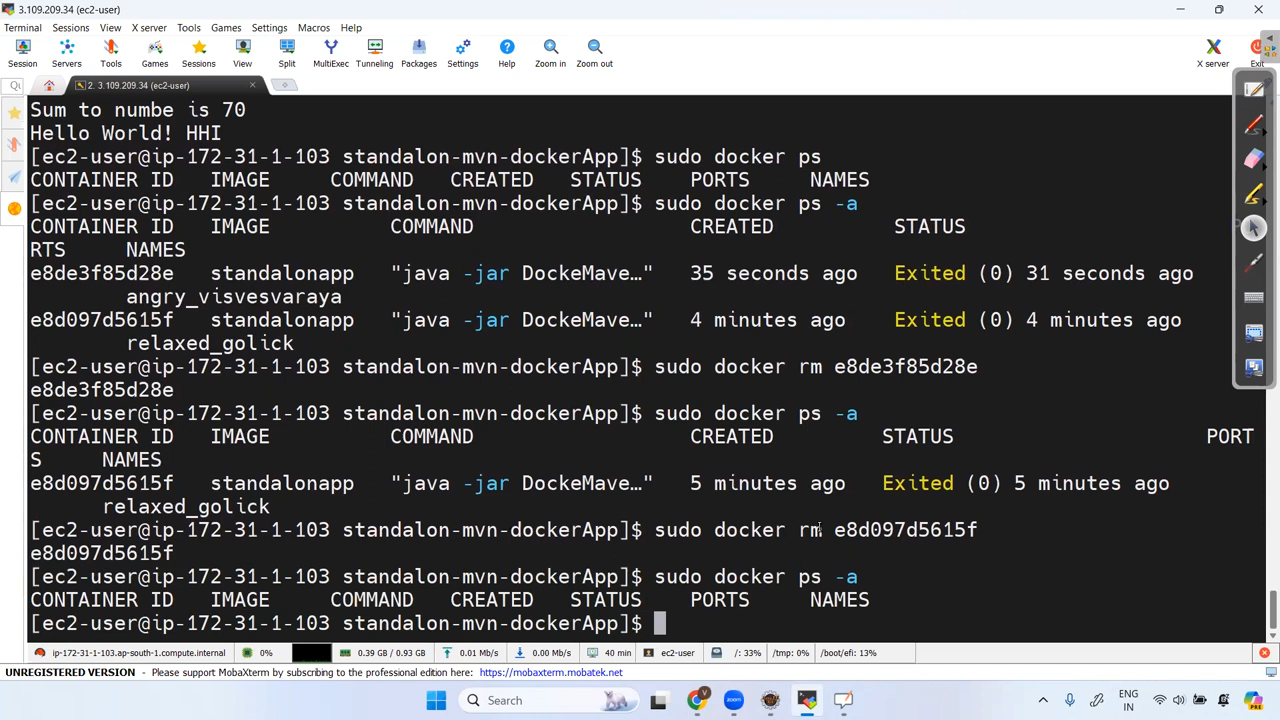 3.109.209.34 (ec2-user)
Terminal Sessions View X server Tools Games Settings Macros Help
Session Servers Tools Games Sessions View Split MultiExec Tunneling Packages Settings Help Zoom in Zoom out X server Exit
2. 3.109.209.34 (ec2-user)
Sum to numbe is 70
Hello World! HHI
[ec2-user@ip-172-31-1-103 standalon-mvn-dockerApp]$ sudo docker ps
CONTAINER ID IMAGE COMMAND CREATED STATUS PORTS NAMES
[ec2-user@ip-172-31-1-103 standalon-mvn-dockerApp]$ sudo docker ps -a
CONTAINER ID IMAGE COMMAND CREATED STATUS
RTS NAMES
e8de3f85d28e standalonapp "java -jar DockeMave…" 35 seconds ago Exited (0) 31 seconds ago
angry_visvesvaraya
e8d097d5615f standalonapp "java -jar DockeMave…" 4 minutes ago Exited (0) 4 minutes ago
relaxed_golick
[ec2-user@ip-172-31-1-103 standalon-mvn-dockerApp]$ sudo docker rm e8de3f85d28e
e8de3f85d28e
[ec2-user@ip-172-31-1-103 standalon-mvn-dockerApp]$ sudo docker ps -a
CONTAINER ID IMAGE COMMAND CREATED STATUS PORT
S NAMES
e8d097d5615f standalonapp "java -jar DockeMave…" 5 minutes ago Exited (0) 5 minutes ago
relaxed_golick
[ec2-user@ip-172-31-1-103 standalon-mvn-dockerApp]$ sudo docker rm e8d097d5615f
e8d097d5615f
[ec2-user@ip-172-31-1-103 standalon-mvn-dockerApp]$ sudo docker ps -a
CONTAINER ID IMAGE COMMAND CREATED STATUS PORTS NAMES
[ec2-user@ip-172-31-1-103 standalon-mvn-dockerApp]$
ip-172-31-1-103.ap-south-1.compute.internal 0% 0.39 GB / 0.93 GB 0.01 Mb/s 0.00 Mb/s 40 min ec2-user /: 33% /tmp: 0% /boot/efi: 13%
UNREGISTERED VERSION - Please support MobaXterm by subscribing to the professional edition here: https://mobaxterm.mobatek.net
Search ENG
IN